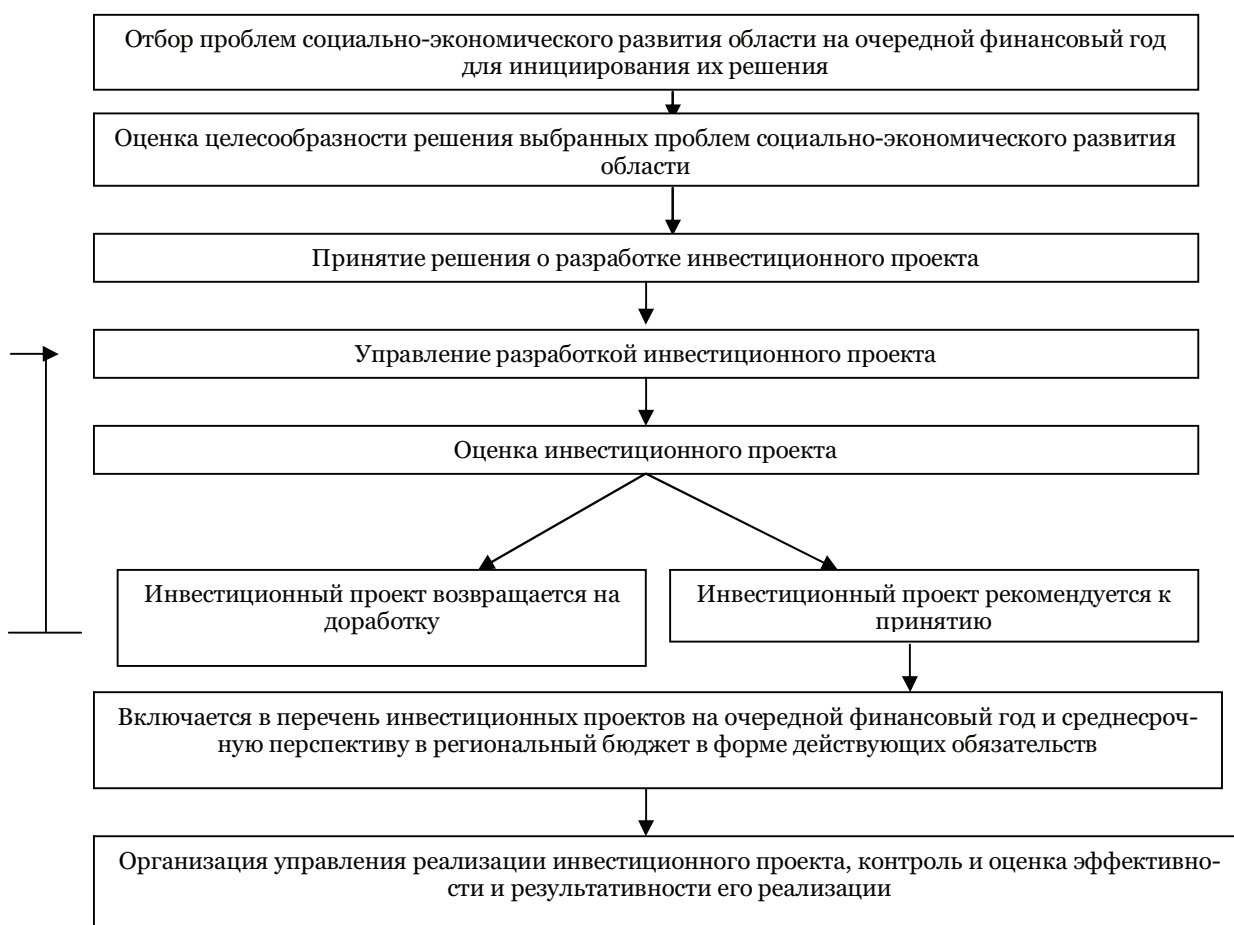 Отбор проблем социально-экономического развития области на очередной финансовый год
для инициирования их решения
Оценка целесообразности решения выбранных проблем социально-экономического развития
области
Принятие решения о разработке инвестиционного проекта
Управление разработкой инвестиционного проекта
Оценка инвестиционного проекта
Инвестиционный проект возвращается на
доработку
Инвестиционный проект рекомендуется к
принятию
Включается в перечень инвестиционных проектов на очередной финансовый год и среднесроч-
ную перспективу в региональный бюджет в форме действующих обязательств
Организация управления реализации инвестиционного проекта, контроль и оценка эффективно-
сти и результативности его реализации